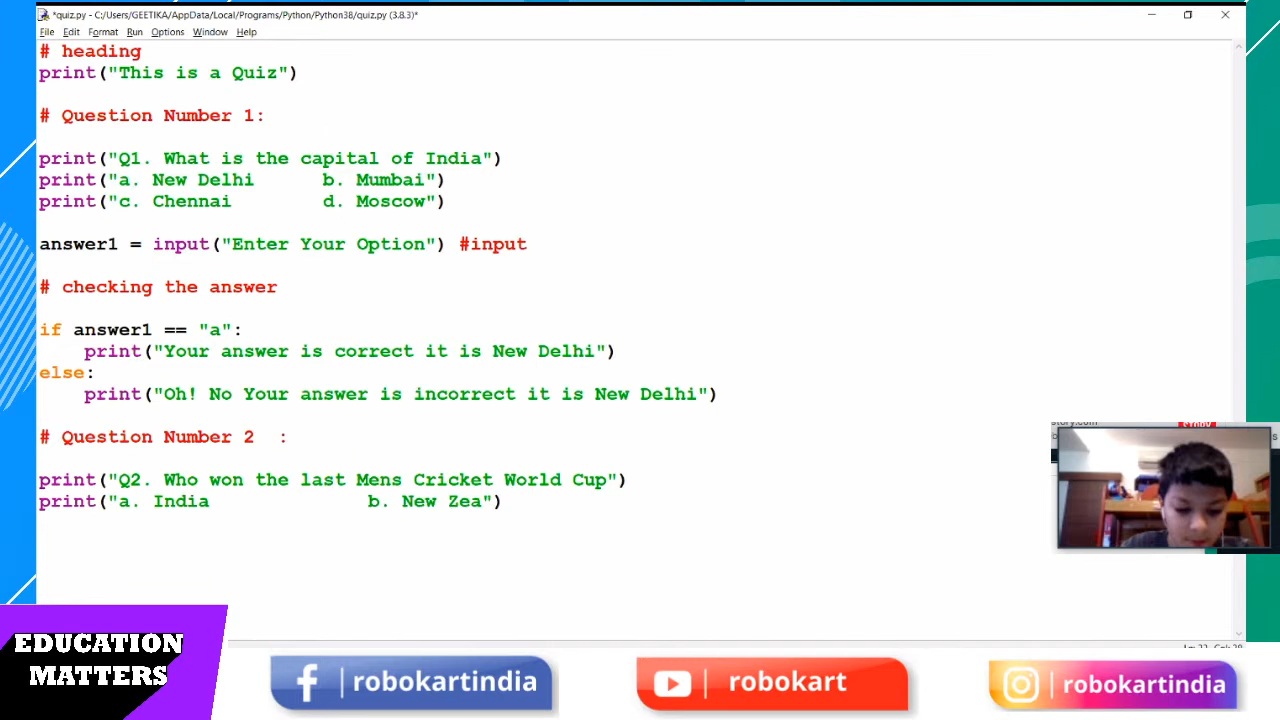 *quiz.py - C:/Users/GEETIKA/AppData/Local/Programs/Python/Python38/quiz.py (3.8.3)*
File Edit Format Run Options Window Help
# heading
print("This is a Quiz")
# Question Number 1:
print("Q1. What is the capital of India")
print("a. New Delhi      b. Mumbai")
print("c. Chennai        d. Moscow")
answer1 = input("Enter Your Option") #input
# checking the answer
if answer1 == "a":
    print("Your answer is correct it is New Delhi")
else:
    print("Oh! No Your answer is incorrect it is New Delhi")
# Question Number 2  :
print("Q2. Who won the last Mens Cricket World Cup")
print("a. India              b. New Zea")
story.com
EDUCATION
MATTERS
robokartindia
robokart
robokartindia